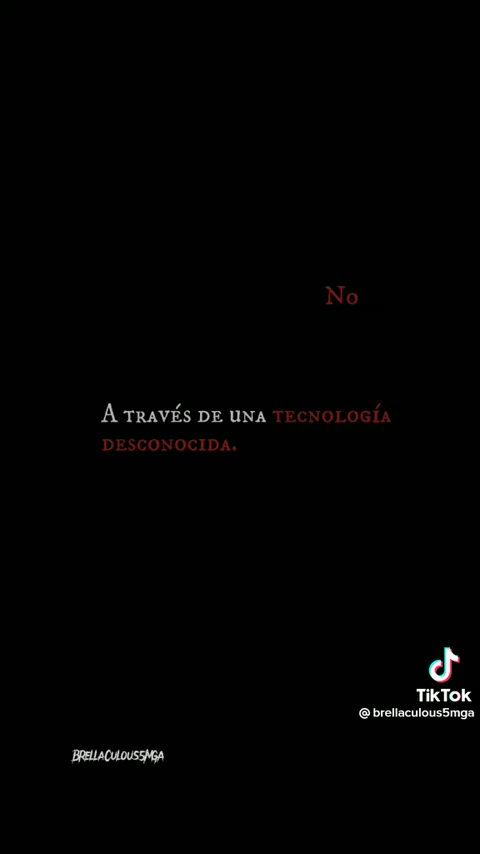 No
A través de una tecnología
desconocida.
TikTok
@brellaculous5mga
BrellaCulous5Mga